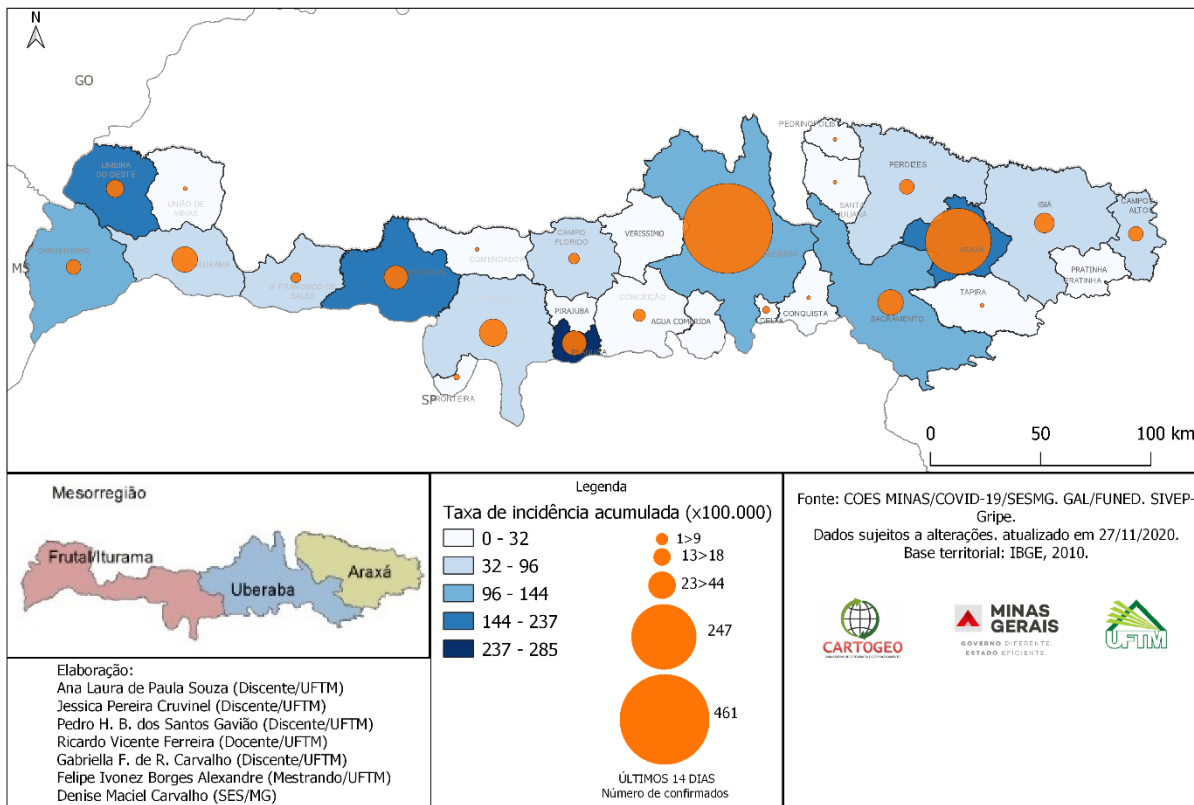 N
GO
MS
SP
PEDRINOPOLIS
LIMEIRA
DO OESTE
UNIÃO DE
MINAS
PERDIZES
SANTA
JULIANA
IBIÁ
CAMPOS
ALTOS
CARNEIRINHO
ITURAMA
S. FRANCISCO DE
SALES
COMENDADOR
CAMPO
FLORIDO
VERISSIMO
UBERABA
ARAXÁ
PRATINHA
PRATINHA
TAPIRA
CONCEIÇÃO
PIRAJUBA
AGUA COMPRIDA
DELTA
CONQUISTA
SACRAMENTO
PLANURA
FRONTEIRA
0 50 100 km
Mesorregião
Frutal/Iturama
Uberaba
Araxá
Elaboração:
Ana Laura de Paula Souza (Discente/UFTM)
Jessica Pereira Cruvinel (Discente/UFTM)
Pedro H. B. dos Santos Gavião (Discente/UFTM)
Ricardo Vicente Ferreira (Docente/UFTM)
Gabriella F. de R. Carvalho (Discente/UFTM)
Felipe Ivonez Borges Alexandre (Mestrando/UFTM)
Denise Maciel Carvalho (SES/MG)
Legenda
Taxa de incidência acumulada (x100.000)
0 - 32
32 - 96
96 - 144
144 - 237
237 - 285
1>9
13>18
23>44
247
461
ÚLTIMOS 14 DIAS
Número de confirmados
Fonte: COES MINAS/COVID-19/SESMG. GAL/FUNED. SIVEP-
Gripe.
Dados sujeitos a alterações. atualizado em 27/11/2020.
Base territorial: IBGE, 2010.
CARTOGEO
MINAS
GERAIS
GOVERNO DIFERENTE.
ESTADO EFICIENTE.
UFTM